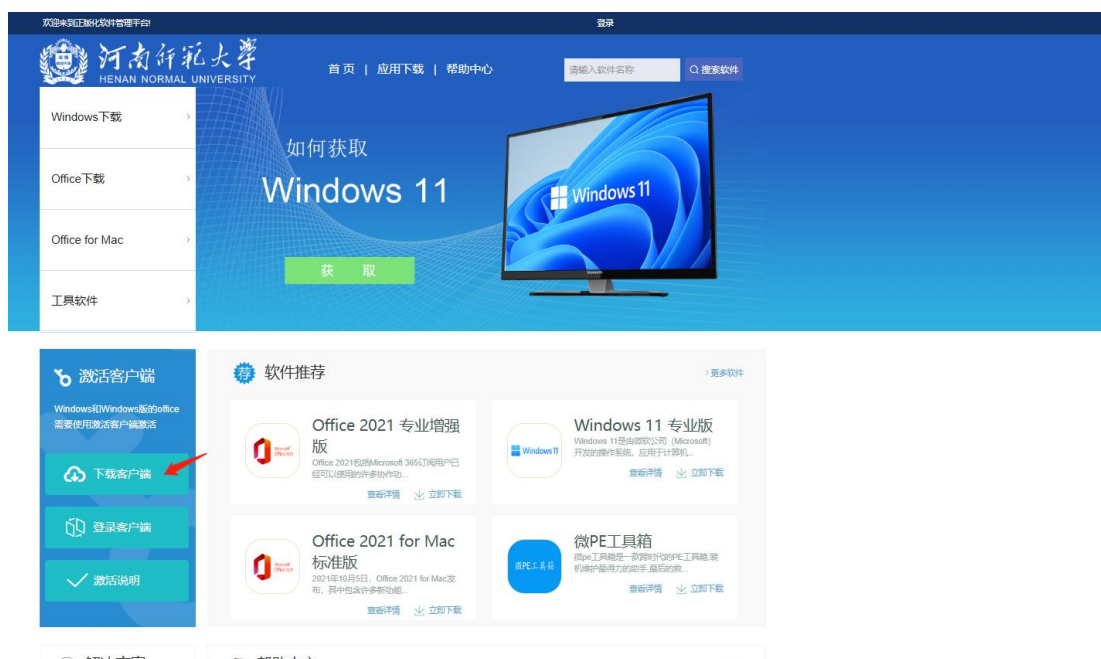 欢迎来到正版化软件管理平台!
登录
河南师范大学
HENAN NORMAL UNIVERSITY
首页 | 应用下载 | 帮助中心
请输入软件名称
搜索软件
Windows下载
Office下载
Office for Mac
工具软件
如何获取
Windows 11
获 取
Windows 11
激活客户端
Windows和Windows版的office
需要使用激活客户端激活
下载客户端
登录客户端
激活说明
荐 软件推荐
更多软件
Office 2021 专业增强
版
Office 2021包括Microsoft 365订阅用户已
经可以使用的许多协作功...
查看详情 立即下载
Windows 11
Windows 11 专业版
Windows 11是由微软公司（Microsoft）
开发的操作系统，应用于计算机...
查看详情 立即下载
Office 2021 for Mac
标准版
2021年10月5日，Office 2021 for Mac发
布，其中包含许多新功能...
查看详情 立即下载
微PE工具箱
微PE工具箱
微pe工具箱是一款跨时代的PE工具箱,装
机维护最得力的助手,最后的救...
查看详情 立即下载